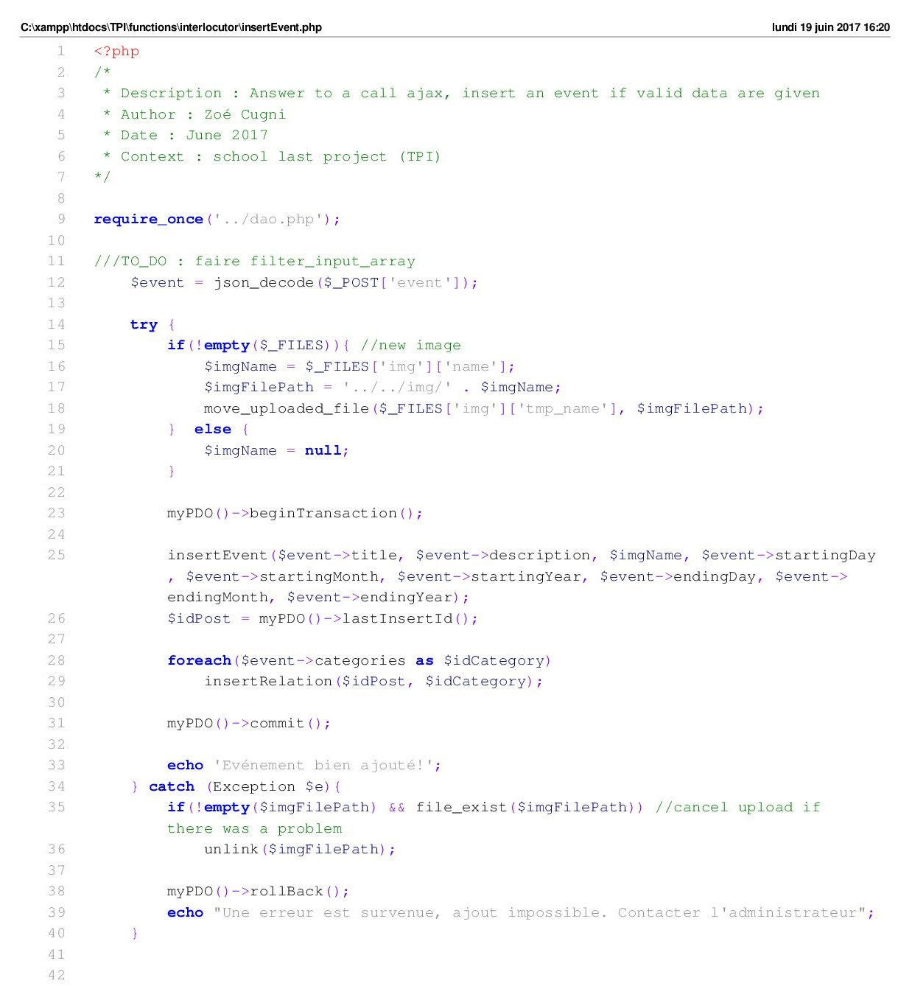 C:\xampp\htdocs\TPI\functions\interlocutor\insertEvent.php lundi 19 juin 2017 16:20
1 <?php
2 /*
3  * Description : Answer to a call ajax, insert an event if valid data are given
4  * Author : Zoé Cugni
5  * Date : June 2017
6  * Context : school last project (TPI)
7 */
8
9 require_once('../dao.php');
10
11 ///TO_DO : faire filter_input_array
12     $event = json_decode($_POST['event']);
13
14     try {
15         if(!empty($_FILES)){ //new image
16             $imgName = $_FILES['img']['name'];
17             $imgFilePath = '../../img/' . $imgName;
18             move_uploaded_file($_FILES['img']['tmp_name'], $imgFilePath);
19         }  else {
20             $imgName = null;
21         }
22
23         myPDO()->beginTransaction();
24
25         insertEvent($event->title, $event->description, $imgName, $event->startingDay
        , $event->startingMonth, $event->startingYear, $event->endingDay, $event->
        endingMonth, $event->endingYear);
26         $idPost = myPDO()->lastInsertId();
27
28         foreach($event->categories as $idCategory)
29             insertRelation($idPost, $idCategory);
30
31         myPDO()->commit();
32
33         echo 'Evénement bien ajouté!';
34     } catch (Exception $e){
35         if(!empty($imgFilePath) && file_exist($imgFilePath)) //cancel upload if
        there was a problem
36             unlink($imgFilePath);
37
38         myPDO()->rollBack();
39         echo "Une erreur est survenue, ajout impossible. Contacter l'administrateur";
40     }
41
42